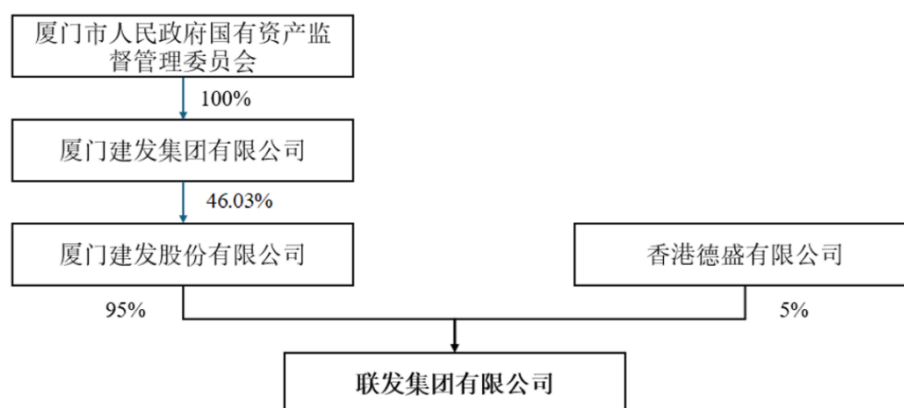 厦门市人民政府国有资产监
督管理委员会
100%
厦门建发集团有限公司
46.03%
厦门建发股份有限公司
香港德盛有限公司
95%
5%
联发集团有限公司